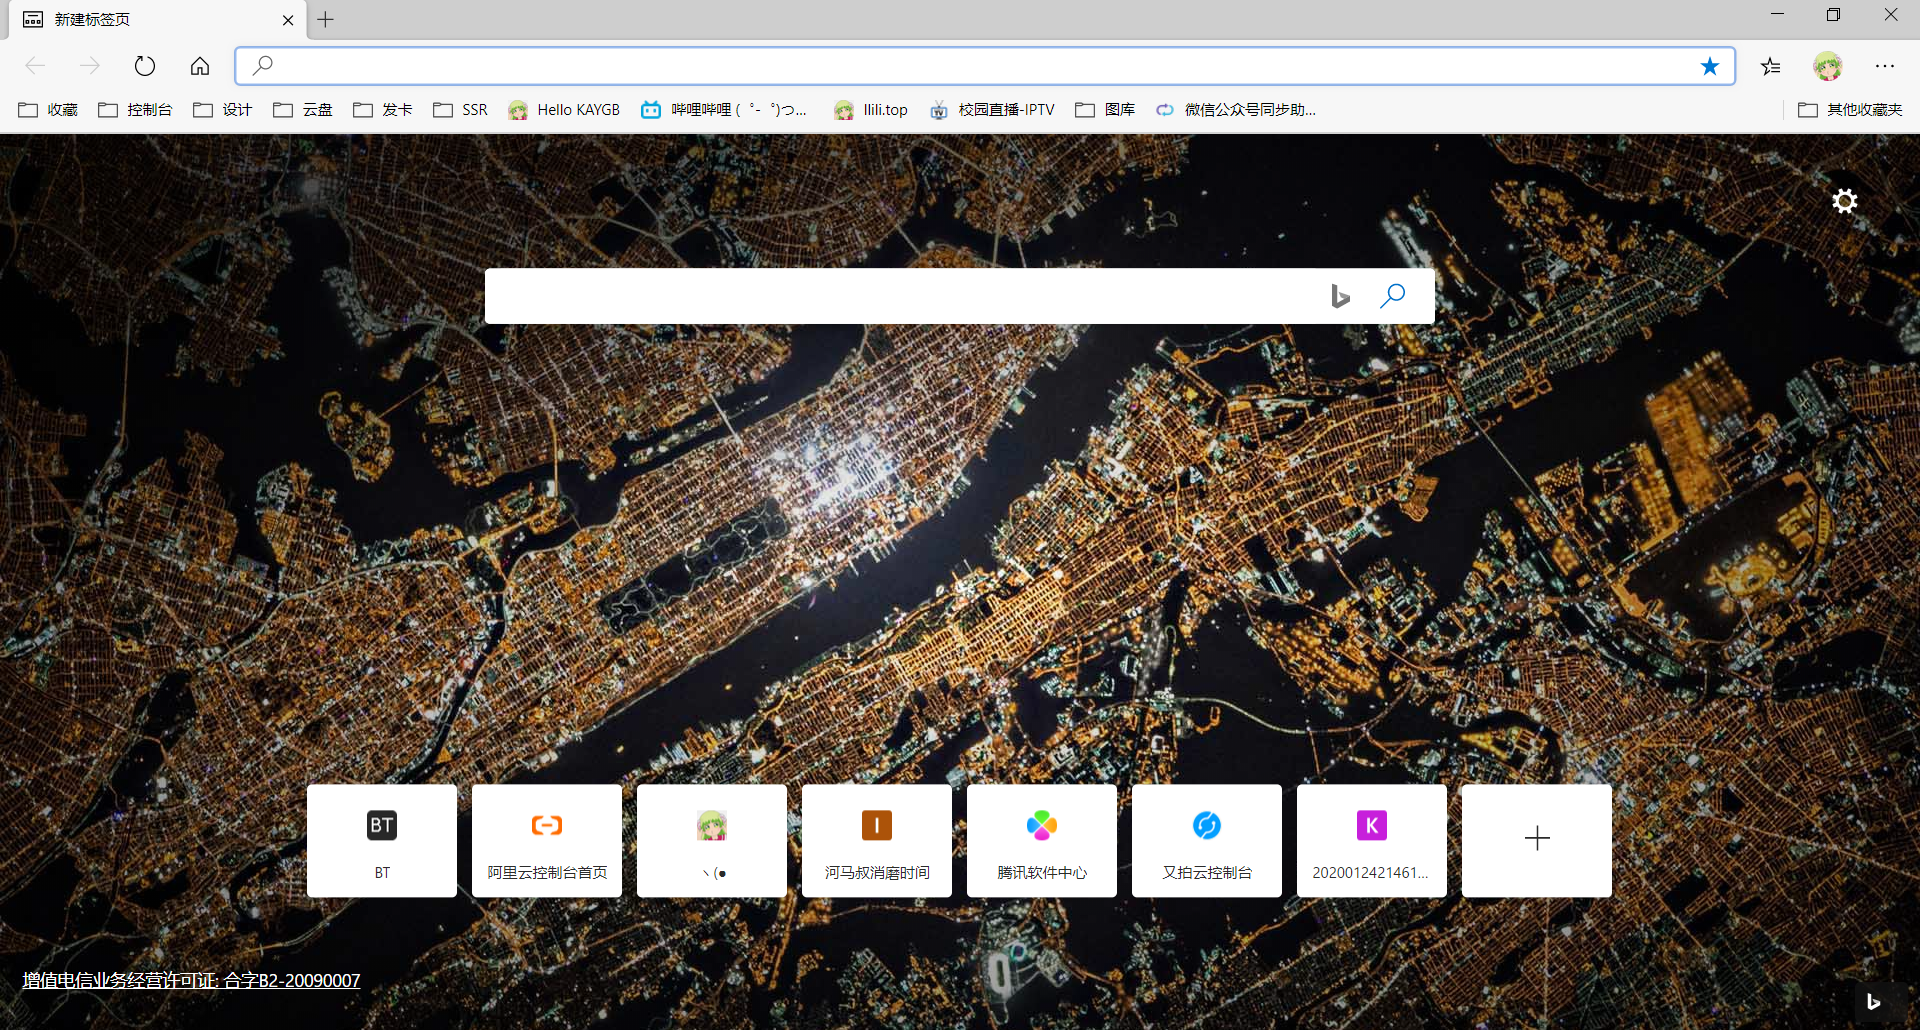 新建标签页
收藏
控制台
设计
云盘
发卡
SSR
Hello KAYGB
哔哩哔哩 ( ゜- ゜)つ...
llili.top
校园直播-IPTV
图库
微信公众号同步助...
其他收藏夹
BT
BT
阿里云控制台首页
ヽ(●
I
河马叔消磨时间
腾讯软件中心
又拍云控制台
K
2020012421461...
增值电信业务经营许可证: 合字B2-20090007